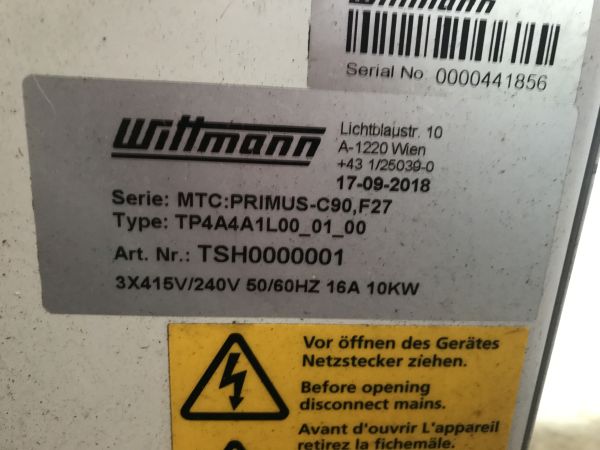 Wittmann
Serial No 0000441856
Wittmann
Lichtblaustr. 10
A-1220 Wien
+43 1/25039-0
17-09-2018
Serie: MTC:PRIMUS-C90,F27
Type: TP4A4A1L00_01_00
Art. Nr.: TSH0000001
3X415V/240V 50/60HZ 16A 10KW
Vor öffnen des Gerätes
Netzstecker ziehen.
Before opening
disconnect mains.
Avant d'ouvrir L'appareil
retirez la fichemâle.